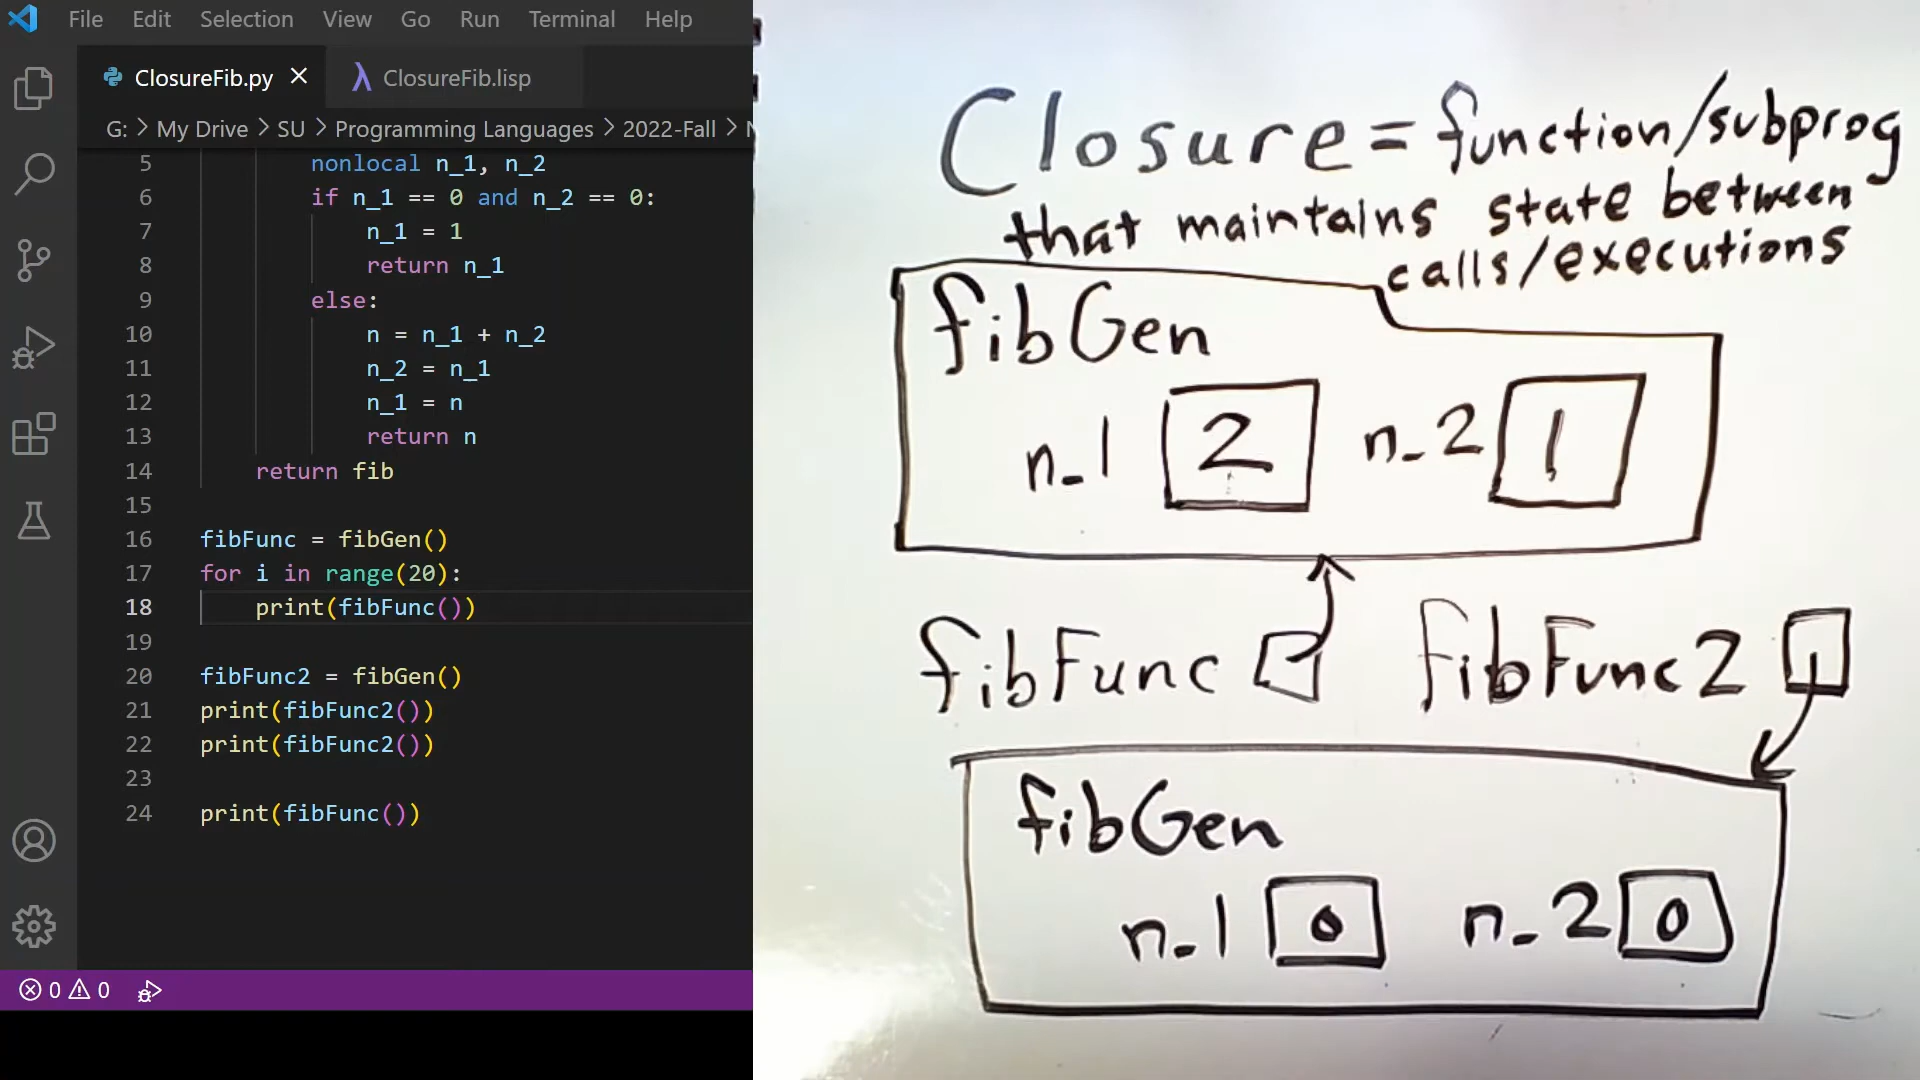 File Edit Selection View Go Run Terminal Help
ClosureFib.py ClosureFib.lisp
G: > My Drive > SU > Programming Languages > 2022-Fall >
5 nonlocal n_1, n_2
6 if n_1 == 0 and n_2 == 0:
7 n_1 = 1
8 return n_1
9 else:
10 n = n_1 + n_2
11 n_2 = n_1
12 n_1 = n
13 return n
14 return fib
15
16 fibFunc = fibGen()
17 for i in range(20):
18 print(fibFunc())
19
20 fibFunc2 = fibGen()
21 print(fibFunc2())
22 print(fibFunc2())
23
24 print(fibFunc())
0 0
Closure = function/subprog
that maintains state between
calls/executions
fibGen
n_1 2 n_2 1
fibFunc fibFunc2
fibGen
n_1 0 n_2 0